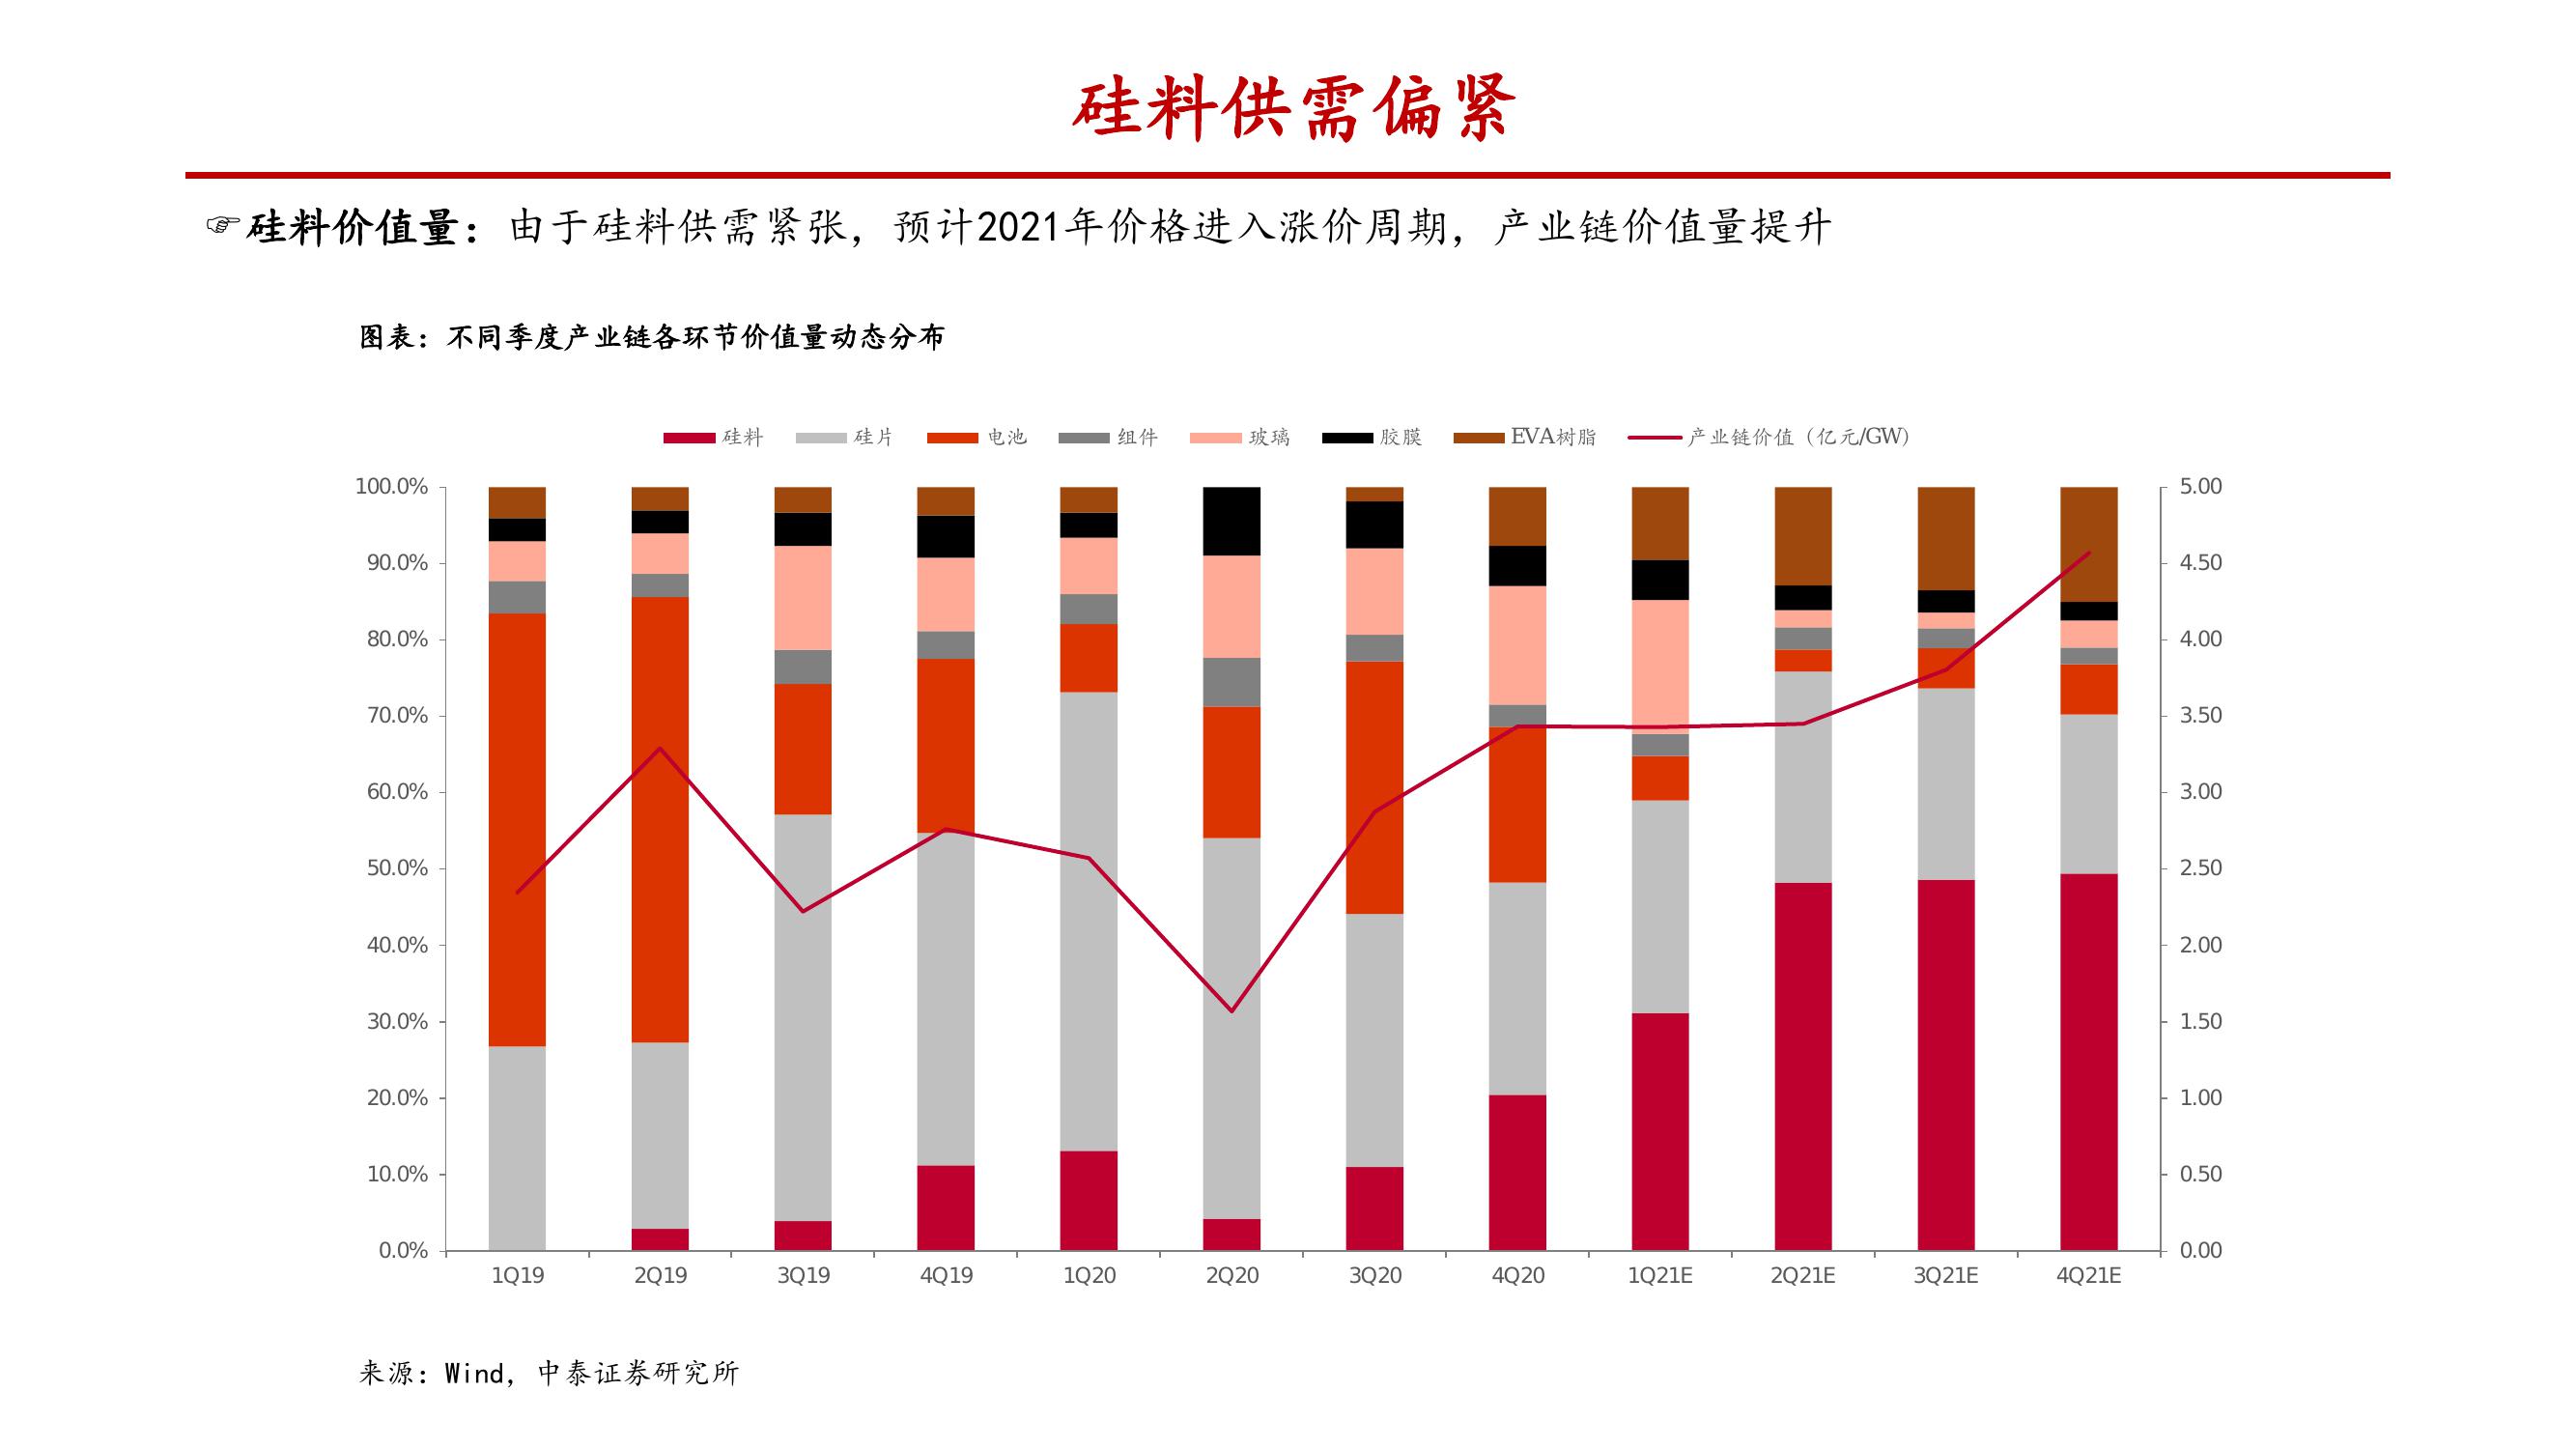 硅料供需偏紧
☞硅料价值量：由于硅料供需紧张，预计2021年价格进入涨价周期，产业链价值量提升
图表：不同季度产业链各环节价值量动态分布
硅料 硅片 电池 组件 玻璃 胶膜 EVA树脂 产业链价值（亿元/GW）
100.0% 5.00
90.0% 4.50
80.0% 4.00
70.0% 3.50
60.0% 3.00
50.0% 2.50
40.0% 2.00
30.0% 1.50
20.0% 1.00
10.0% 0.50
0.0% 0.00
1Q19 2Q19 3Q19 4Q19 1Q20 2Q20 3Q20 4Q20 1Q21E 2Q21E 3Q21E 4Q21E
来源：Wind，中泰证券研究所